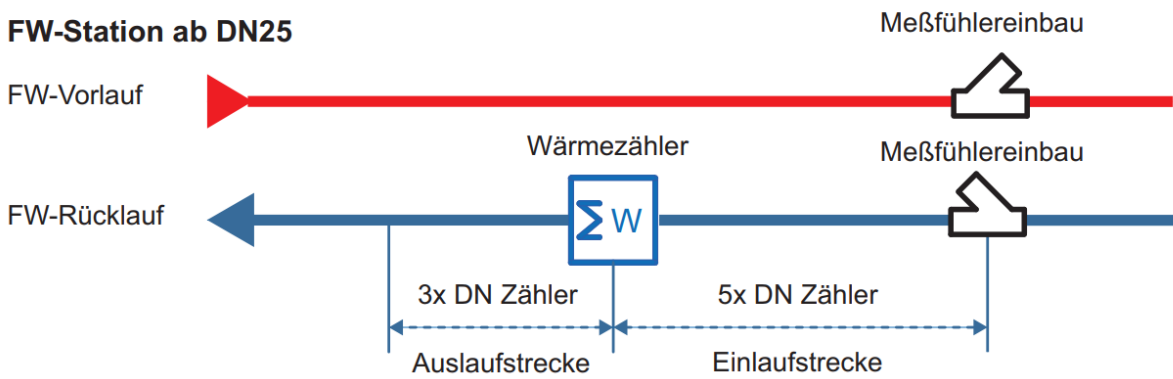 FW-Station ab DN25
Meßfühlereinbau
FW-Vorlauf
Wärmezähler
Meßfühlereinbau
FW-Rücklauf
∑ W
3x DN Zähler
5x DN Zähler
Auslaufstrecke
Einlaufstrecke